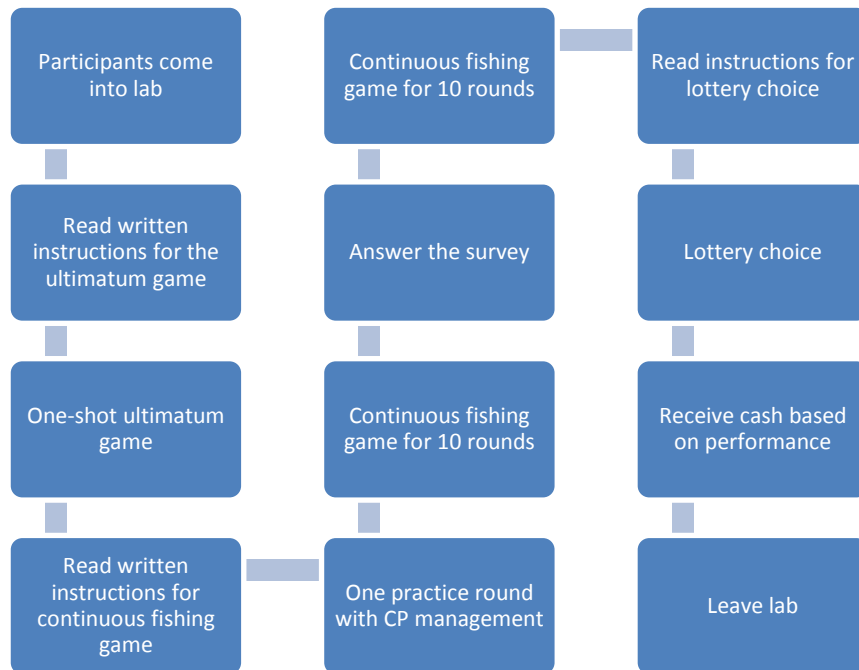 Participants come
into lab
Read written
instructions for the
ultimatum game
One-shot ultimatum
game
Read written
instructions for
continuous fishing
game
One practice round
with CP management
Continuous fishing
game for 10 rounds
Answer the survey
Continuous fishing
game for 10 rounds
Read instructions for
lottery choice
Lottery choice
Receive cash based
on performance
Leave lab